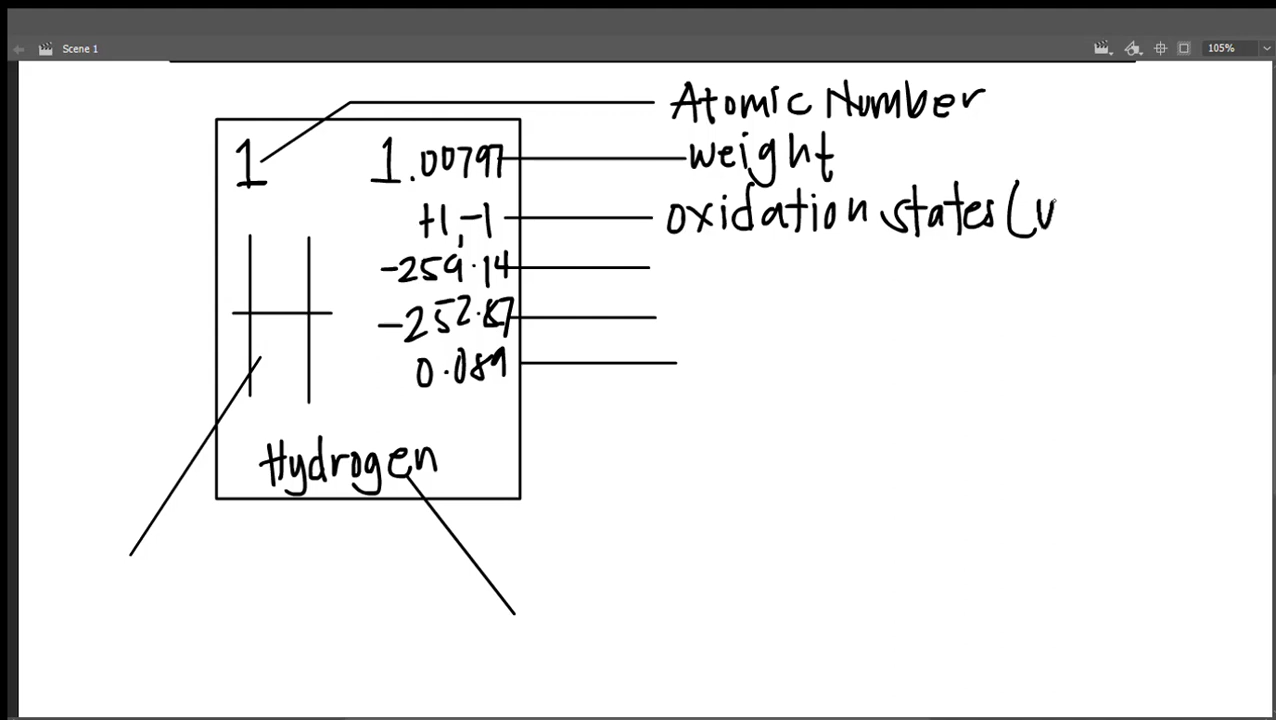 Scene 1
105%
Atomic Number
1
1.00797
weight
+1,-1
oxidation states (v
-259.14
H
-252.87
0.089
Hydrogen